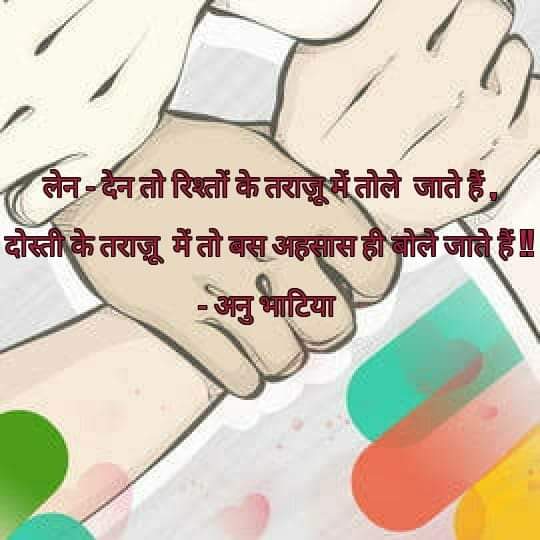 लेन - देन तो रिश्तों के तराज़ू में तोले जाते हैं ,
दोस्ती के तराज़ू में तो बस अहसास ही बोले जाते हैं !!
- अनु भाटिया